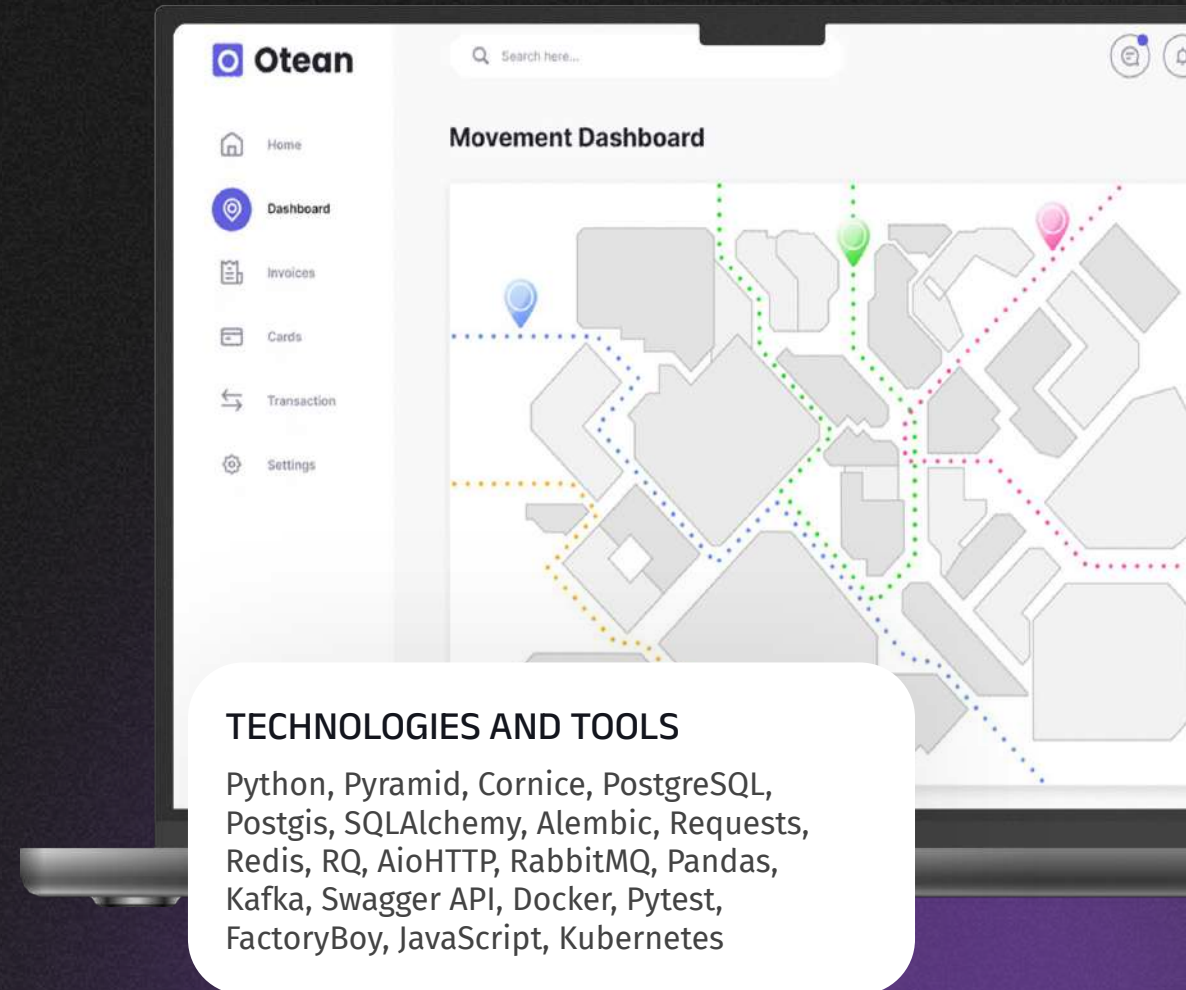 Otean
Search here...
Home
Dashboard
Invoices
Cards
Transaction
Settings
Movement Dashboard
TECHNOLOGIES AND TOOLS
Python, Pyramid, Cornice, PostgreSQL,
Postgis, SQLAlchemy, Alembic, Requests,
Redis, RQ, AioHTTP, RabbitMQ, Pandas,
Kafka, Swagger API, Docker, Pytest,
FactoryBoy, JavaScript, Kubernetes